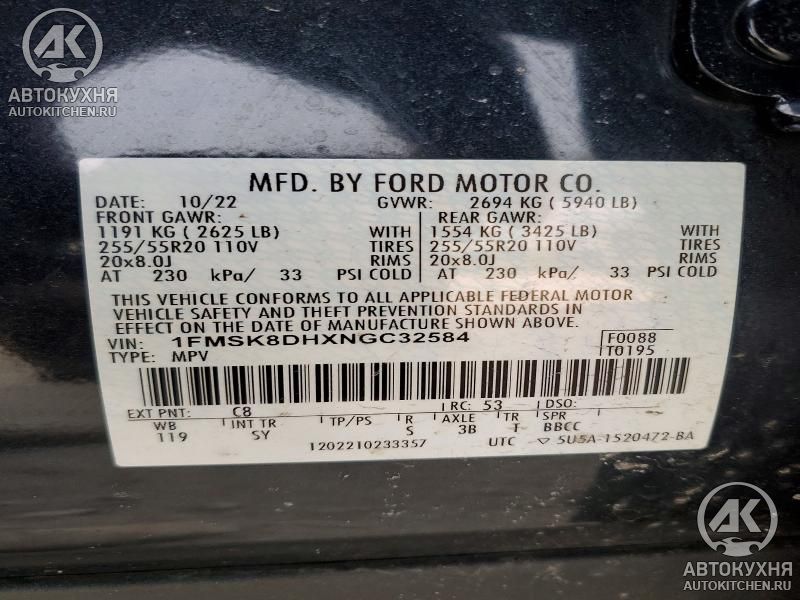 АК
АВТОКУХНЯ
AUTOKITCHEN.RU
MFD. BY FORD MOTOR CO.
DATE: 10/22 GVWR: 2694 KG ( 5940 LB)
FRONT GAWR: REAR GAWR:
1191 KG ( 2625 LB) WITH 1554 KG ( 3425 LB) WITH
255/55R20 110V TIRES 255/55R20 110V TIRES
20x8.0J RIMS 20x8.0J RIMS
AT 230 kPa/ 33 PSI COLD AT 230 kPa/ 33 PSI COLD
THIS VEHICLE CONFORMS TO ALL APPLICABLE FEDERAL MOTOR
VEHICLE SAFETY AND THEFT PREVENTION STANDARDS IN
EFFECT ON THE DATE OF MANUFACTURE SHOWN ABOVE.
VIN: 1FMSK8DHXNGC32584 F0088
TYPE: MPV T0195
EXT PNT: C8 RC: 53 DSO:
WB INT TR TP/PS R AXLE TR SPR
119 SY S 3B T BBCC
1202210233357 UTC ▽ 5U5A-1520472-BA
АК
АВТОКУХНЯ
AUTOKITCHEN.RU